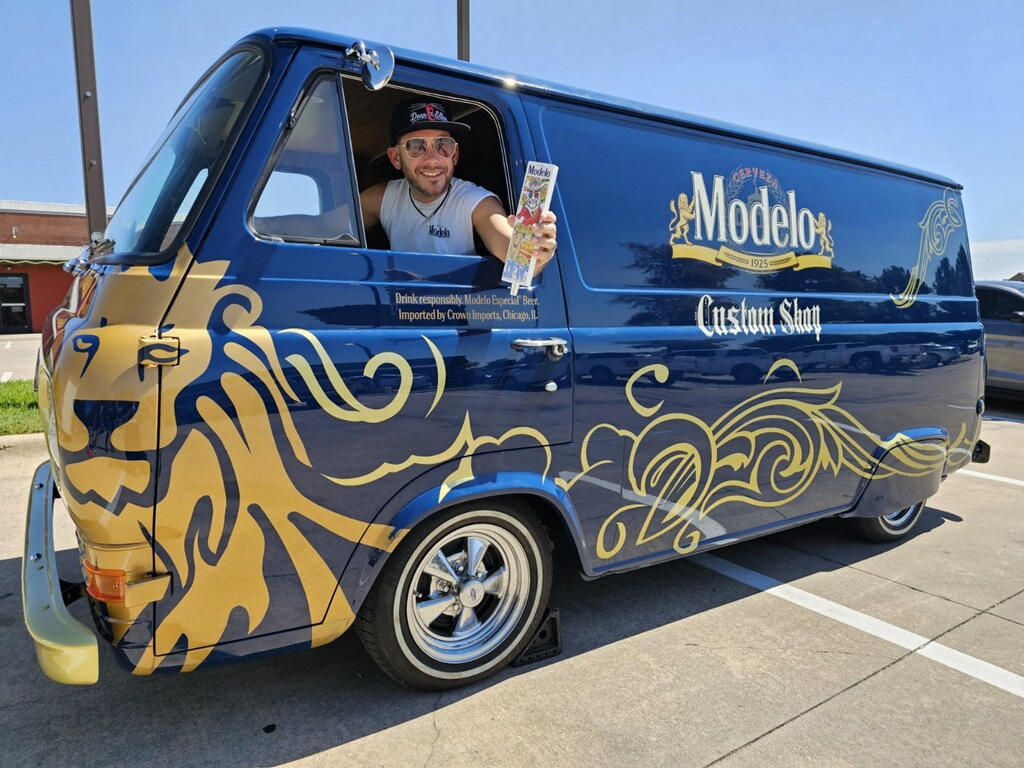 Modelo
Modelo
Drink responsibly. Modelo Especial® Beer.
Imported by Crown Imports, Chicago, IL
CERVEZA
Modelo
1925
Custom Shop